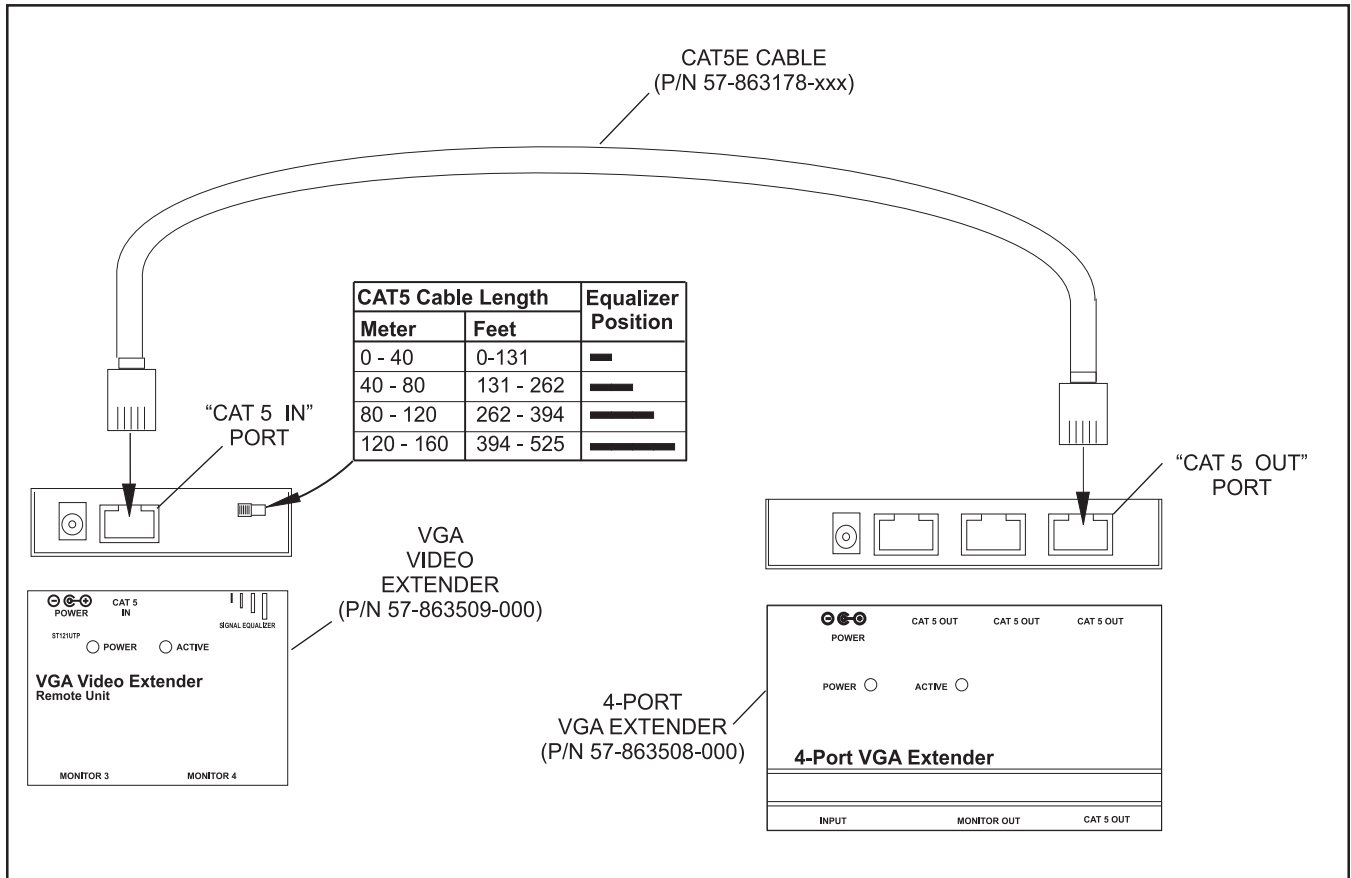 CAT5E CABLE
(P/N 57-863178-xxx)
CAT5 Cable Length Equalizer Position
Meter Feet
0 - 40 0-131
40 - 80 131 - 262
80 - 120 262 - 394
120 - 160 394 - 525
“CAT 5 IN”
PORT
“CAT 5 OUT”
PORT
VGA
VIDEO
EXTENDER
(P/N 57-863509-000)
POWER
CAT 5
IN
SIGNAL EQUALIZER
ST121UTP
POWER ACTIVE
VGA Video Extender
Remote Unit
MONITOR 3 MONITOR 4
4-PORT
VGA EXTENDER
(P/N 57-863508-000)
POWER
CAT 5 OUT CAT 5 OUT CAT 5 OUT
POWER ACTIVE
4-Port VGA Extender
INPUT MONITOR OUT CAT 5 OUT